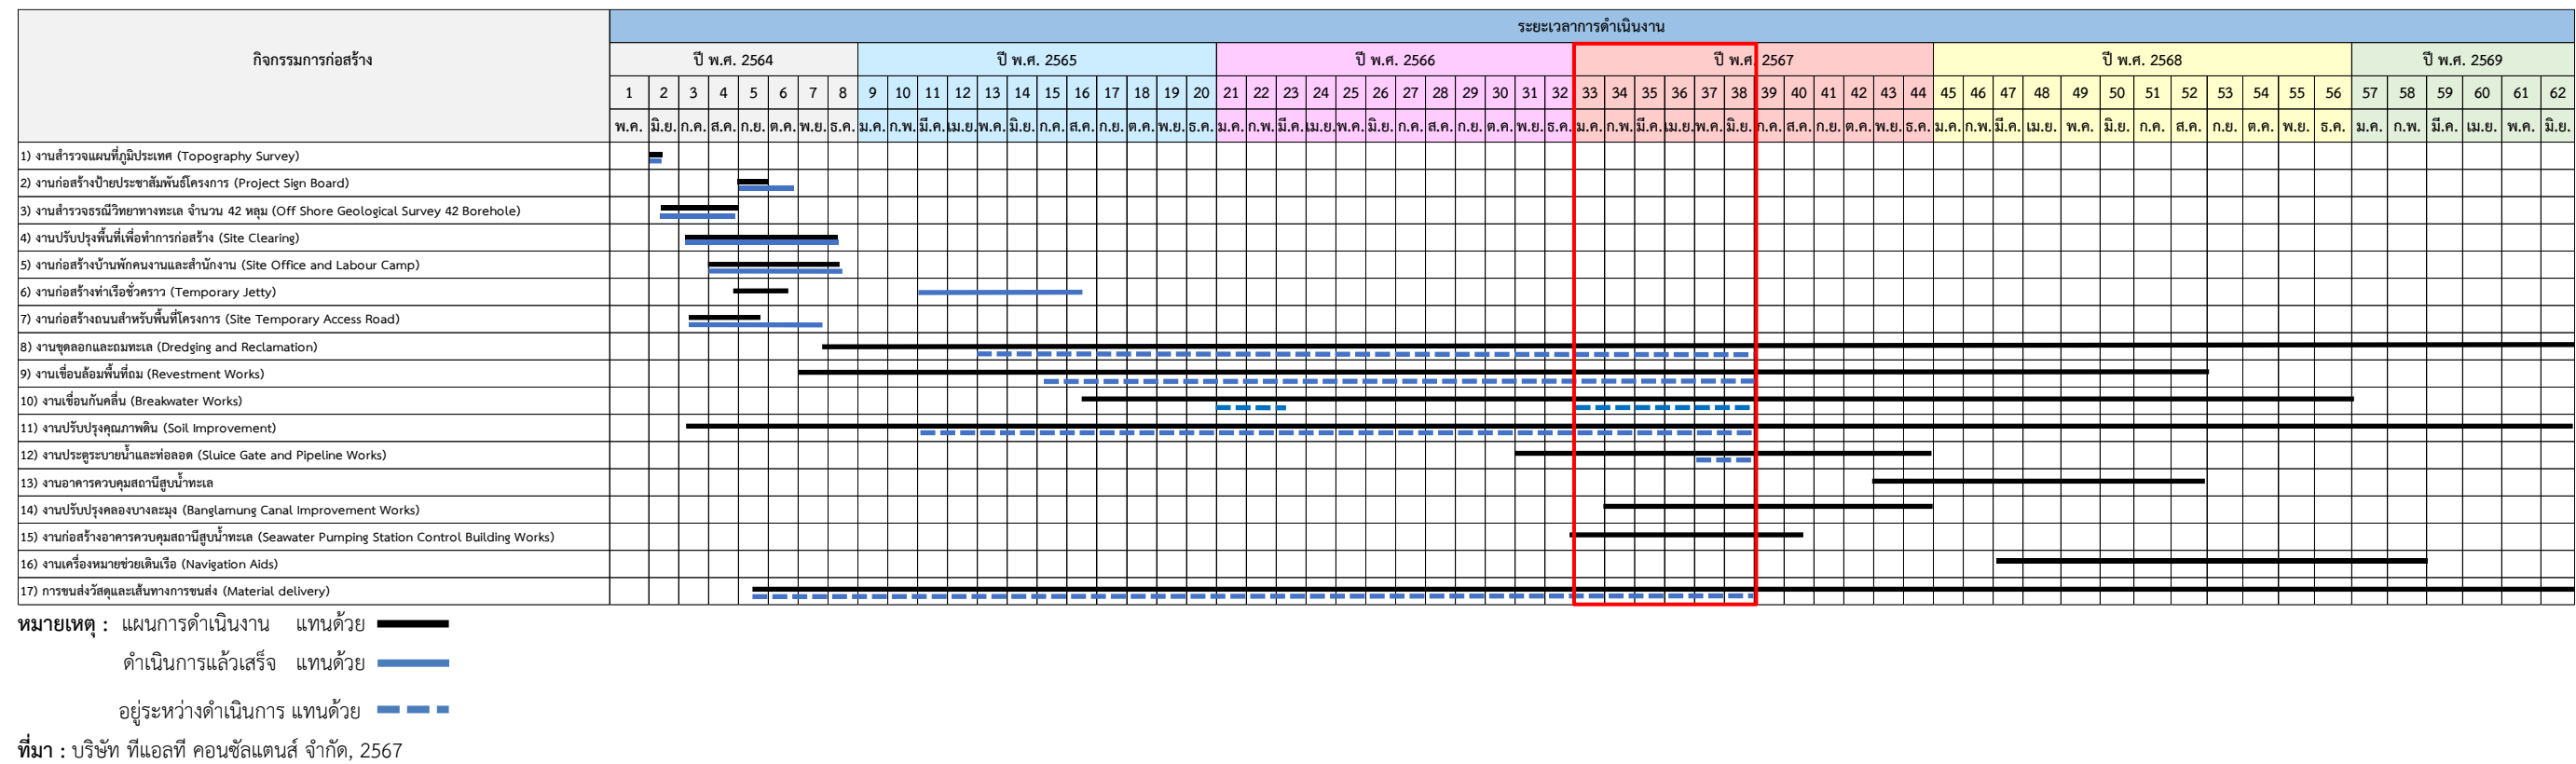 ระยะเวลาการดำเนินงาน
กิจกรรมการก่อสร้าง ปี พ.ศ. 2564 ปี พ.ศ. 2565 ปี พ.ศ. 2566 ปี พ.ศ. 2567 ปี พ.ศ. 2568 ปี พ.ศ. 2569
1 2 3 4 5 6 7 8 9 10 11 12 13 14 15 16 17 18 19 20 21 22 23 24 25 26 27 28 29 30 31 32 33 34 35 36 37 38 39 40 41 42 43 44 45 46 47 48 49 50 51 52 53 54 55 56 57 58 59 60 61 62
พ.ค. มิ.ย. ก.ค. ส.ค. ก.ย. ต.ค. พ.ย. ธ.ค. ม.ค. ก.พ. มี.ค. เม.ย. พ.ค. มิ.ย. ก.ค. ส.ค. ก.ย. ต.ค. พ.ย. ธ.ค. ม.ค. ก.พ. มี.ค. เม.ย. พ.ค. มิ.ย. ก.ค. ส.ค. ก.ย. ต.ค. พ.ย. ธ.ค. ม.ค. ก.พ. มี.ค. เม.ย. พ.ค. มิ.ย. ก.ค. ส.ค. ก.ย. ต.ค. พ.ย. ธ.ค. ม.ค. ก.พ. มี.ค. เม.ย. พ.ค. มิ.ย. ก.ค. ส.ค. ก.ย. ต.ค. พ.ย. ธ.ค. ม.ค. ก.พ. มี.ค. เม.ย. พ.ค. มิ.ย.
1) งานสำรวจแผนที่ภูมิประเทศ (Topography Survey)
2) งานก่อสร้างป้ายประชาสัมพันธ์โครงการ (Project Sign Board)
3) งานสำรวจธรณีวิทยาทางทะเล จำนวน 42 หลุม (Off Shore Geological Survey 42 Borehole)
4) งานปรับปรุงพื้นที่เพื่อทำการก่อสร้าง (Site Clearing)
5) งานก่อสร้างบ้านพักคนงานและสำนักงาน (Site Office and Labour Camp)
6) งานก่อสร้างท่าเรือชั่วคราว (Temporary Jetty)
7) งานก่อสร้างถนนสำหรับพื้นที่โครงการ (Site Temporary Access Road)
8) งานขุดลอกและถมทะเล (Dredging and Reclamation)
9) งานเขื่อนล้อมพื้นที่ถม (Revestment Works)
10) งานเขื่อนกันคลื่น (Breakwater Works)
11) งานปรับปรุงคุณภาพดิน (Soil Improvement)
12) งานประตูระบายน้ำและท่อลอด (Sluice Gate and Pipeline Works)
13) งานอาคารควบคุมสถานีสูบน้ำทะเล
14) งานปรับปรุงคลองบางละมุง (Banglamung Canal Improvement Works)
15) งานก่อสร้างอาคารควบคุมสถานีสูบน้ำทะเล (Seawater Pumping Station Control Building Works)
16) งานเครื่องหมายช่วยเดินเรือ (Navigation Aids)
17) การขนส่งวัสดุและเส้นทางการขนส่ง (Material delivery)
หมายเหตุ : แผนการดำเนินงาน แทนด้วย
ดำเนินการแล้วเสร็จ แทนด้วย
อยู่ระหว่างดำเนินการ แทนด้วย
ที่มา : บริษัท ทีแอลที คอนซัลแตนส์ จำกัด, 2567